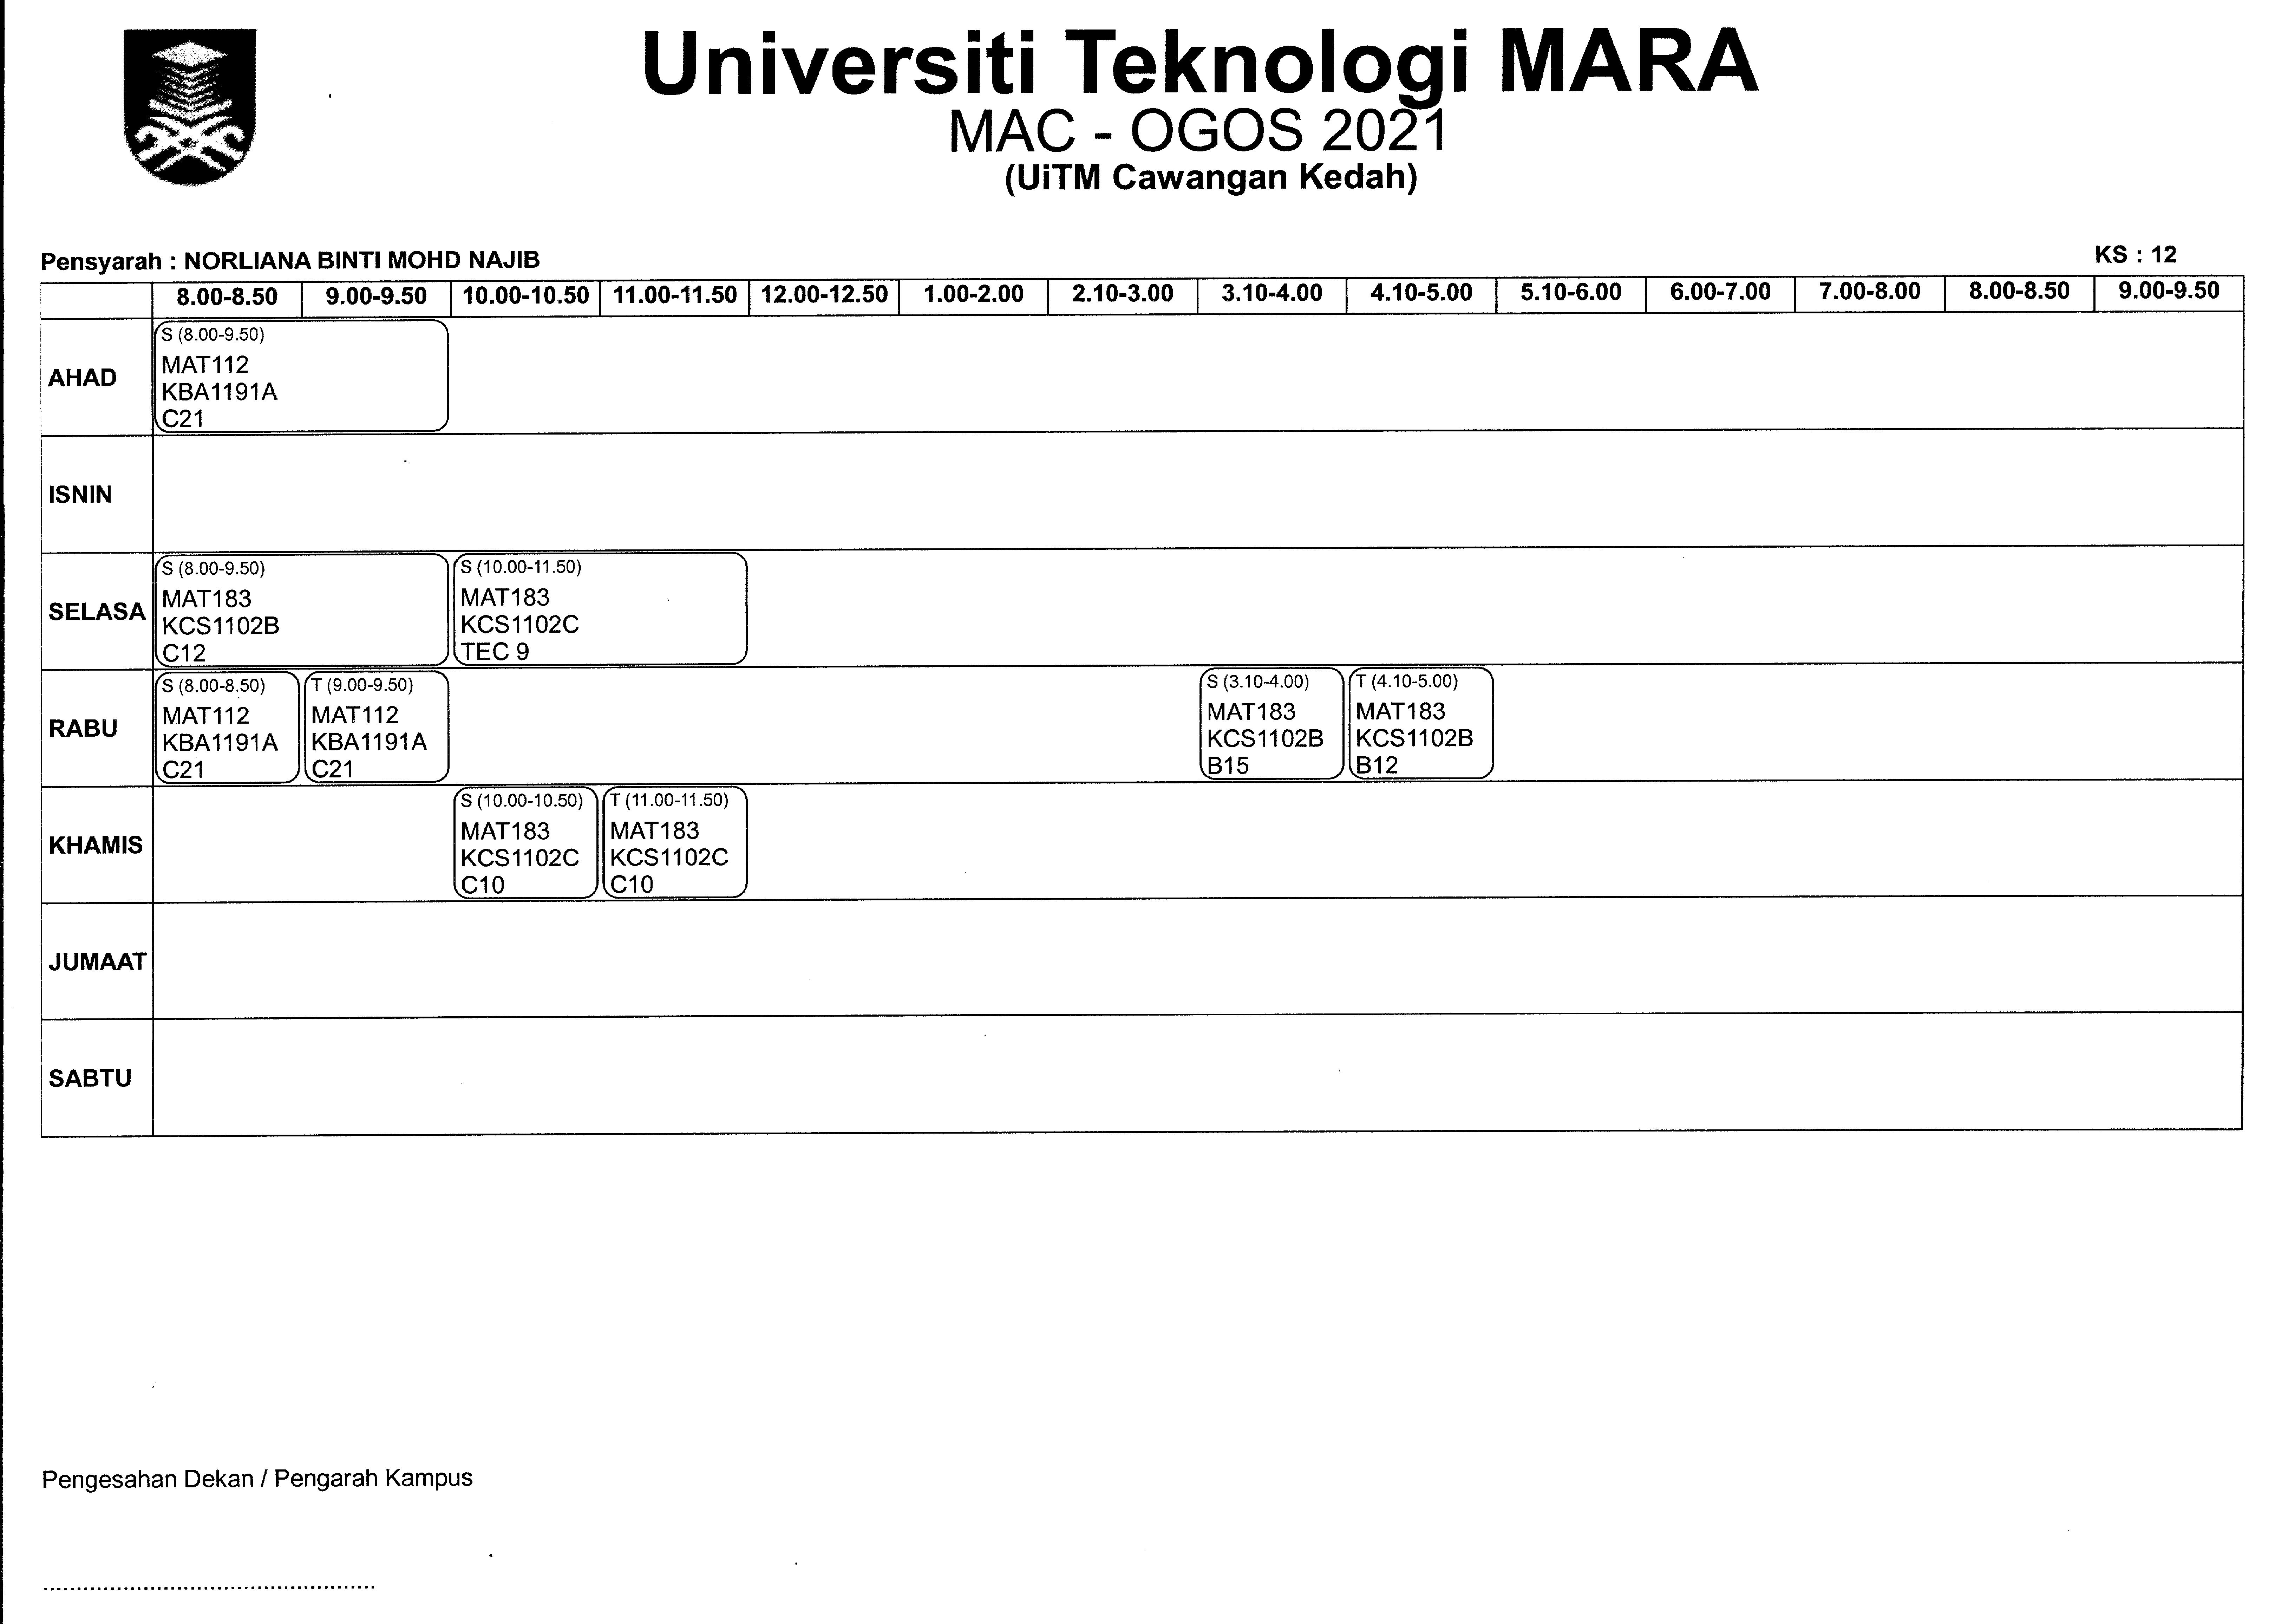 Universiti Teknologi MARA
MAC - OGOS 2021
(UiTM Cawangan Kedah)
Pensyarah : NORLIANA BINTI MOHD NAJIB
KS : 12
8.00-8.50 9.00-9.50 10.00-10.50 11.00-11.50 12.00-12.50 1.00-2.00 2.10-3.00 3.10-4.00 4.10-5.00 5.10-6.00 6.00-7.00 7.00-8.00 8.00-8.50 9.00-9.50
AHAD
S (8.00-9.50)
MAT112
KBA1191A
C21
ISNIN
SELASA
S (8.00-9.50)
MAT183
KCS1102B
C12
S (10.00-11.50)
MAT183
KCS1102C
TEC 9
RABU
S (8.00-8.50)
MAT112
KBA1191A
C21
T (9.00-9.50)
MAT112
KBA1191A
C21
S (3.10-4.00)
MAT183
KCS1102B
B15
T (4.10-5.00)
MAT183
KCS1102B
B12
KHAMIS
S (10.00-10.50)
MAT183
KCS1102C
C10
T (11.00-11.50)
MAT183
KCS1102C
C10
JUMAAT
SABTU
Pengesahan Dekan / Pengarah Kampus
..................................................